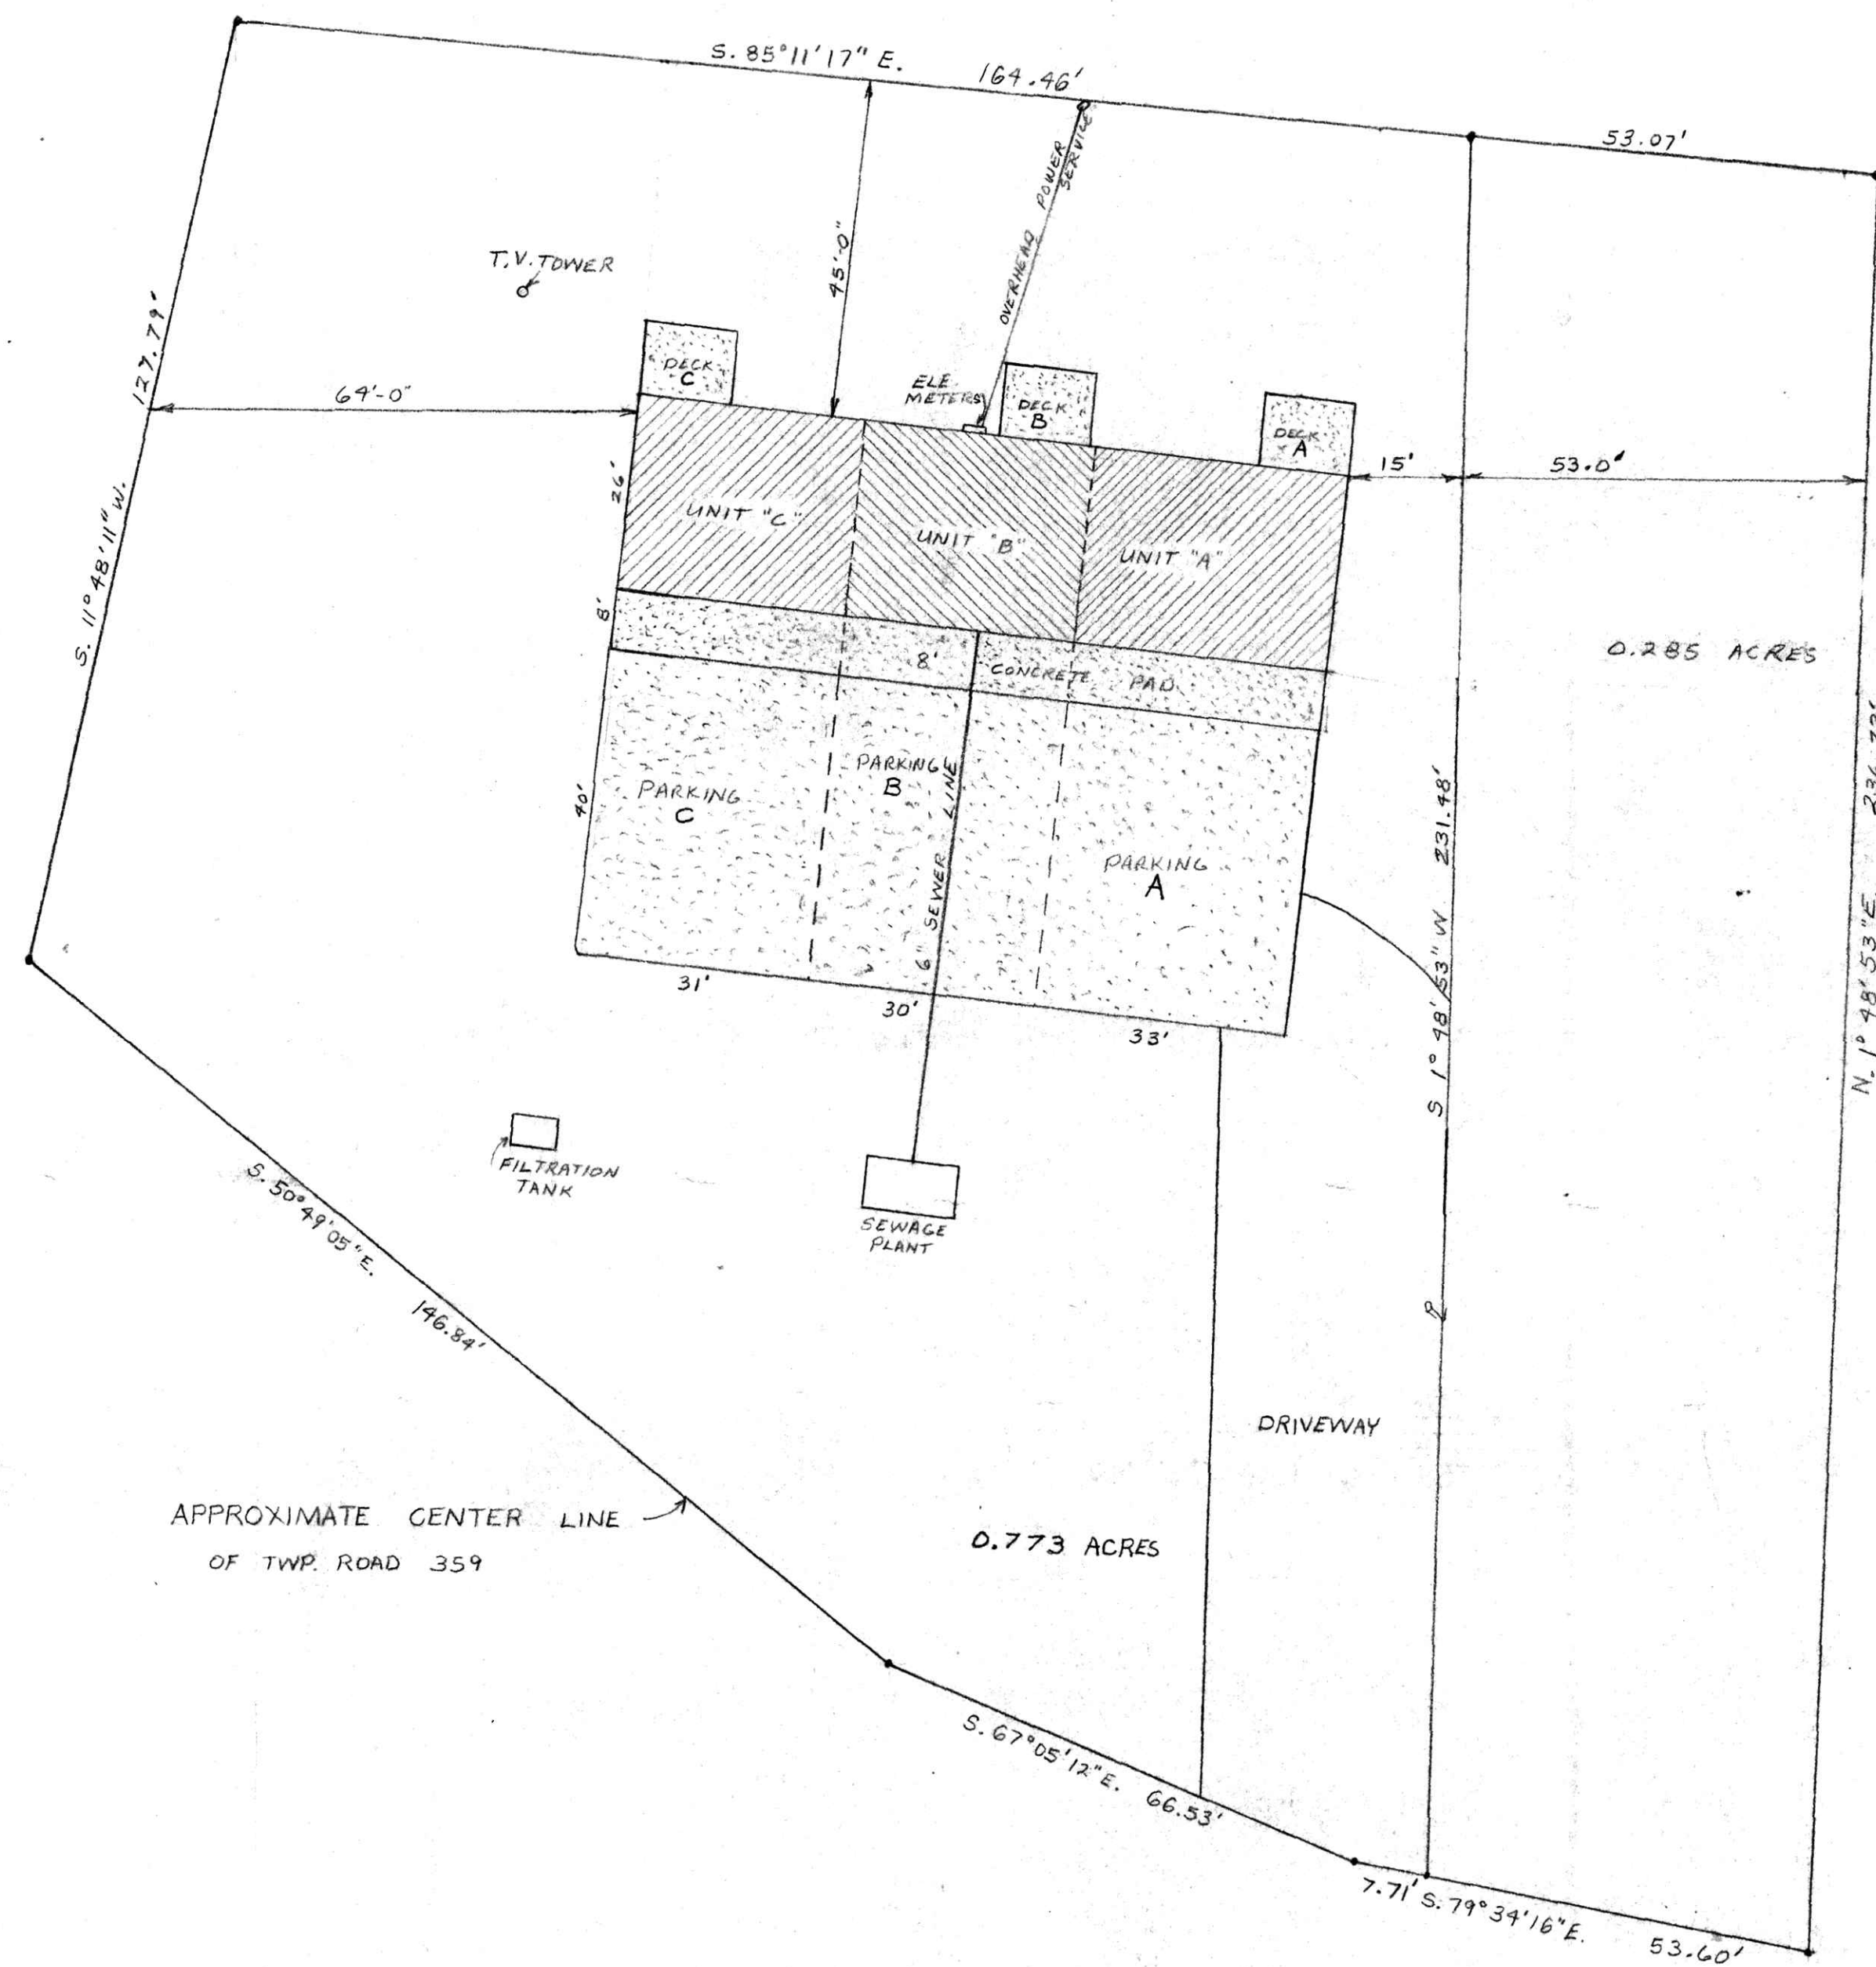 S. 85°11'17" E. 164.46'
53.07'
OVERHEAD POWER
SERVICE
T.V. TOWER
45'-0"
127.79'
S. 11°48'11" W.
64'-0"
DECK
C
ELE.
METERS
DECK
B
DECK
A
15'
53.0'
26'
UNIT "C"
UNIT "B"
UNIT "A"
8'
8'
CONCRETE PAD
0.285 ACRES
40'
PARKING
C
PARKING
B
6" SEWER LINE
PARKING
A
S 1° 48' 53" W 231.48'
N. 1° 48' 53" E.
31'
30'
33'
FILTRATION
TANK
SEWAGE
PLANT
S. 50°49'05" E.
146.84'
DRIVEWAY
APPROXIMATE CENTER LINE
OF TWP. ROAD 359
0.773 ACRES
S. 67°05'12" E. 66.53'
7.71' S. 79°34'16" E. 53.60'